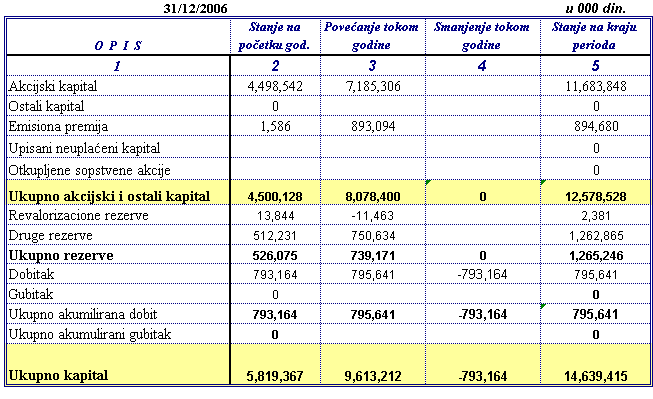 31/12/2006 u 000 din.
O P I S Stanje na početku god. Povećanje tokom godine Smanjenje tokom godine Stanje na kraju perioda
1 2 3 4 5
Akcijski kapital 4,498,542 7,185,306 11,683,848
Ostali kapital 0 0
Emisiona premija 1,586 893,094 894,680
Upisani neuplaćeni kapital 0
Otkupljene sopstvene akcije 0
Ukupno akcijski i ostali kapital 4,500,128 8,078,400 0 12,578,528
Revalorizacione rezerve 13,844 -11,463 2,381
Druge rezerve 512,231 750,634 1,262,865
Ukupno rezerve 526,075 739,171 0 1,265,246
Dobitak 793,164 795,641 -793,164 795,641
Gubitak 0 0
Ukupno akumilirana dobit 793,164 795,641 -793,164 795,641
Ukupno akumulirani gubitak 0 0
Ukupno kapital 5,819,367 9,613,212 -793,164 14,639,415